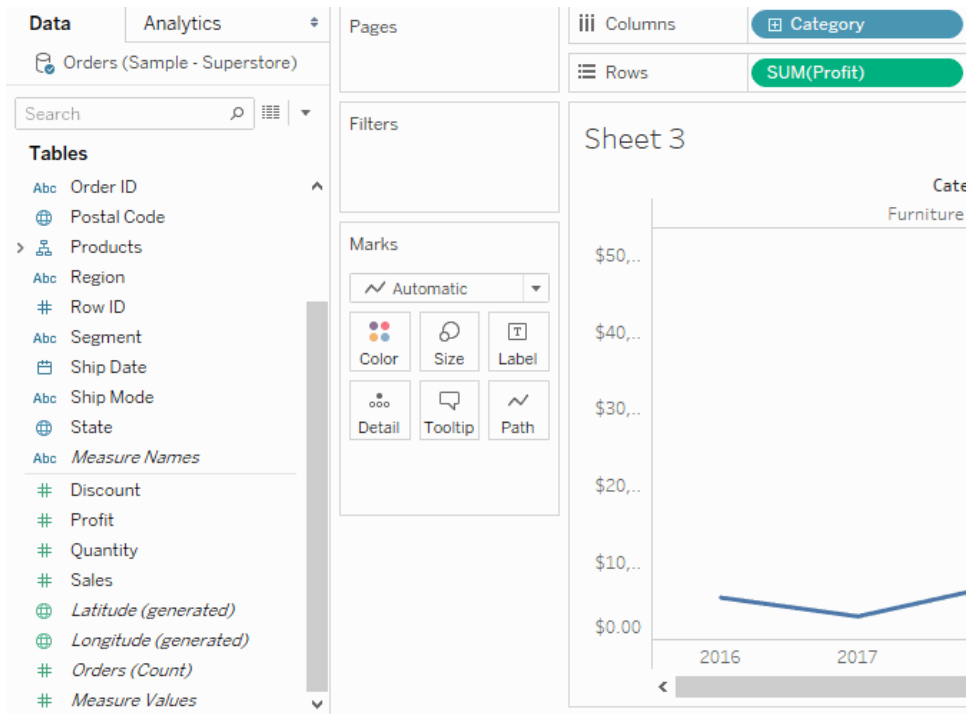 Data
Analytics
Orders (Sample - Superstore)
Search
Tables
Abc Order ID
Postal Code
Products
Abc Region
Row ID
Abc Segment
Ship Date
Abc Ship Mode
State
Abc Measure Names
Discount
Profit
Quantity
Sales
Latitude (generated)
Longitude (generated)
Orders (Count)
Measure Values
Pages
Filters
Marks
Automatic
Color Size T Label
Detail Tooltip Path
Columns Category
Rows SUM(Profit)
Sheet 3
Cate
Furniture
$50,..
$40,..
$30,..
$20,..
$10,..
$0.00
2016 2017